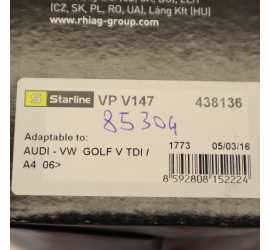 (CZ, SK, PL, RO, UA), Láng Kft (HU)
www.rhiag-group.com
S Starline VP V147 438136
85304
Adaptable to:
AUDI - VW GOLF V TDI /
A4 06>
1773 05/03/16
8 592808 152224